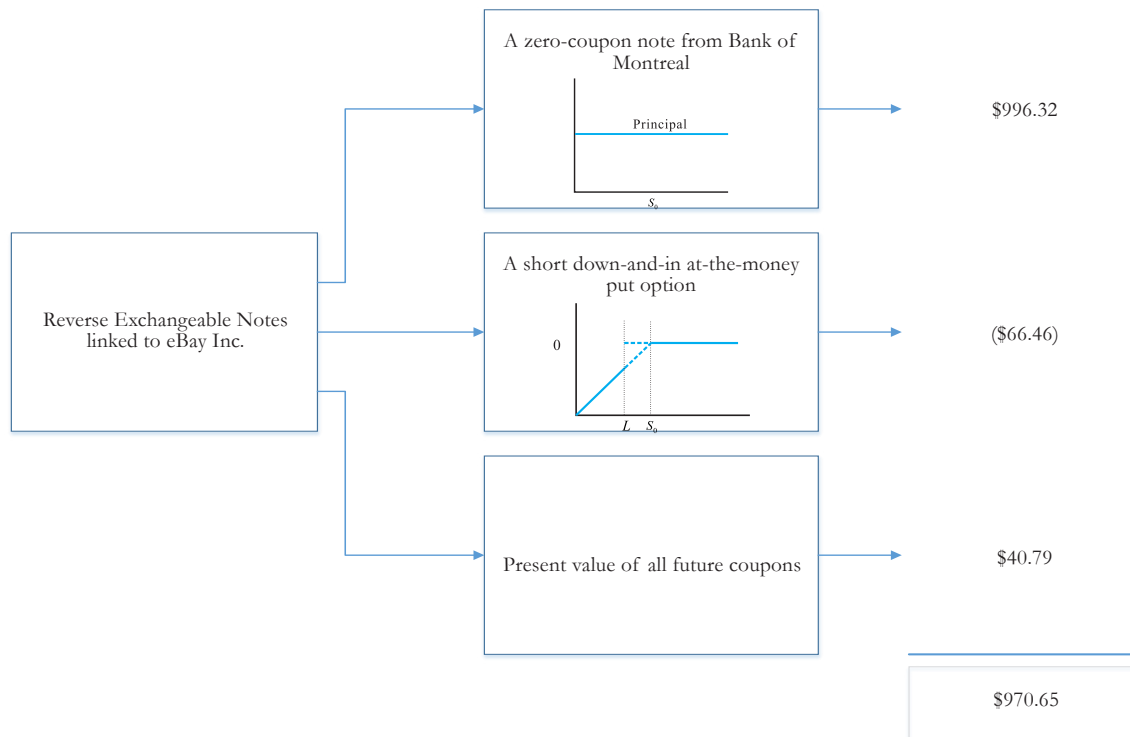 A zero-coupon note from Bank of
Montreal
Principal
S₀
$996.32
Reverse Exchangeable Notes
linked to eBay Inc.
A short down-and-in at-the-money
put option
0
L S₀
($66.46)
Present value of all future coupons
$40.79
$970.65